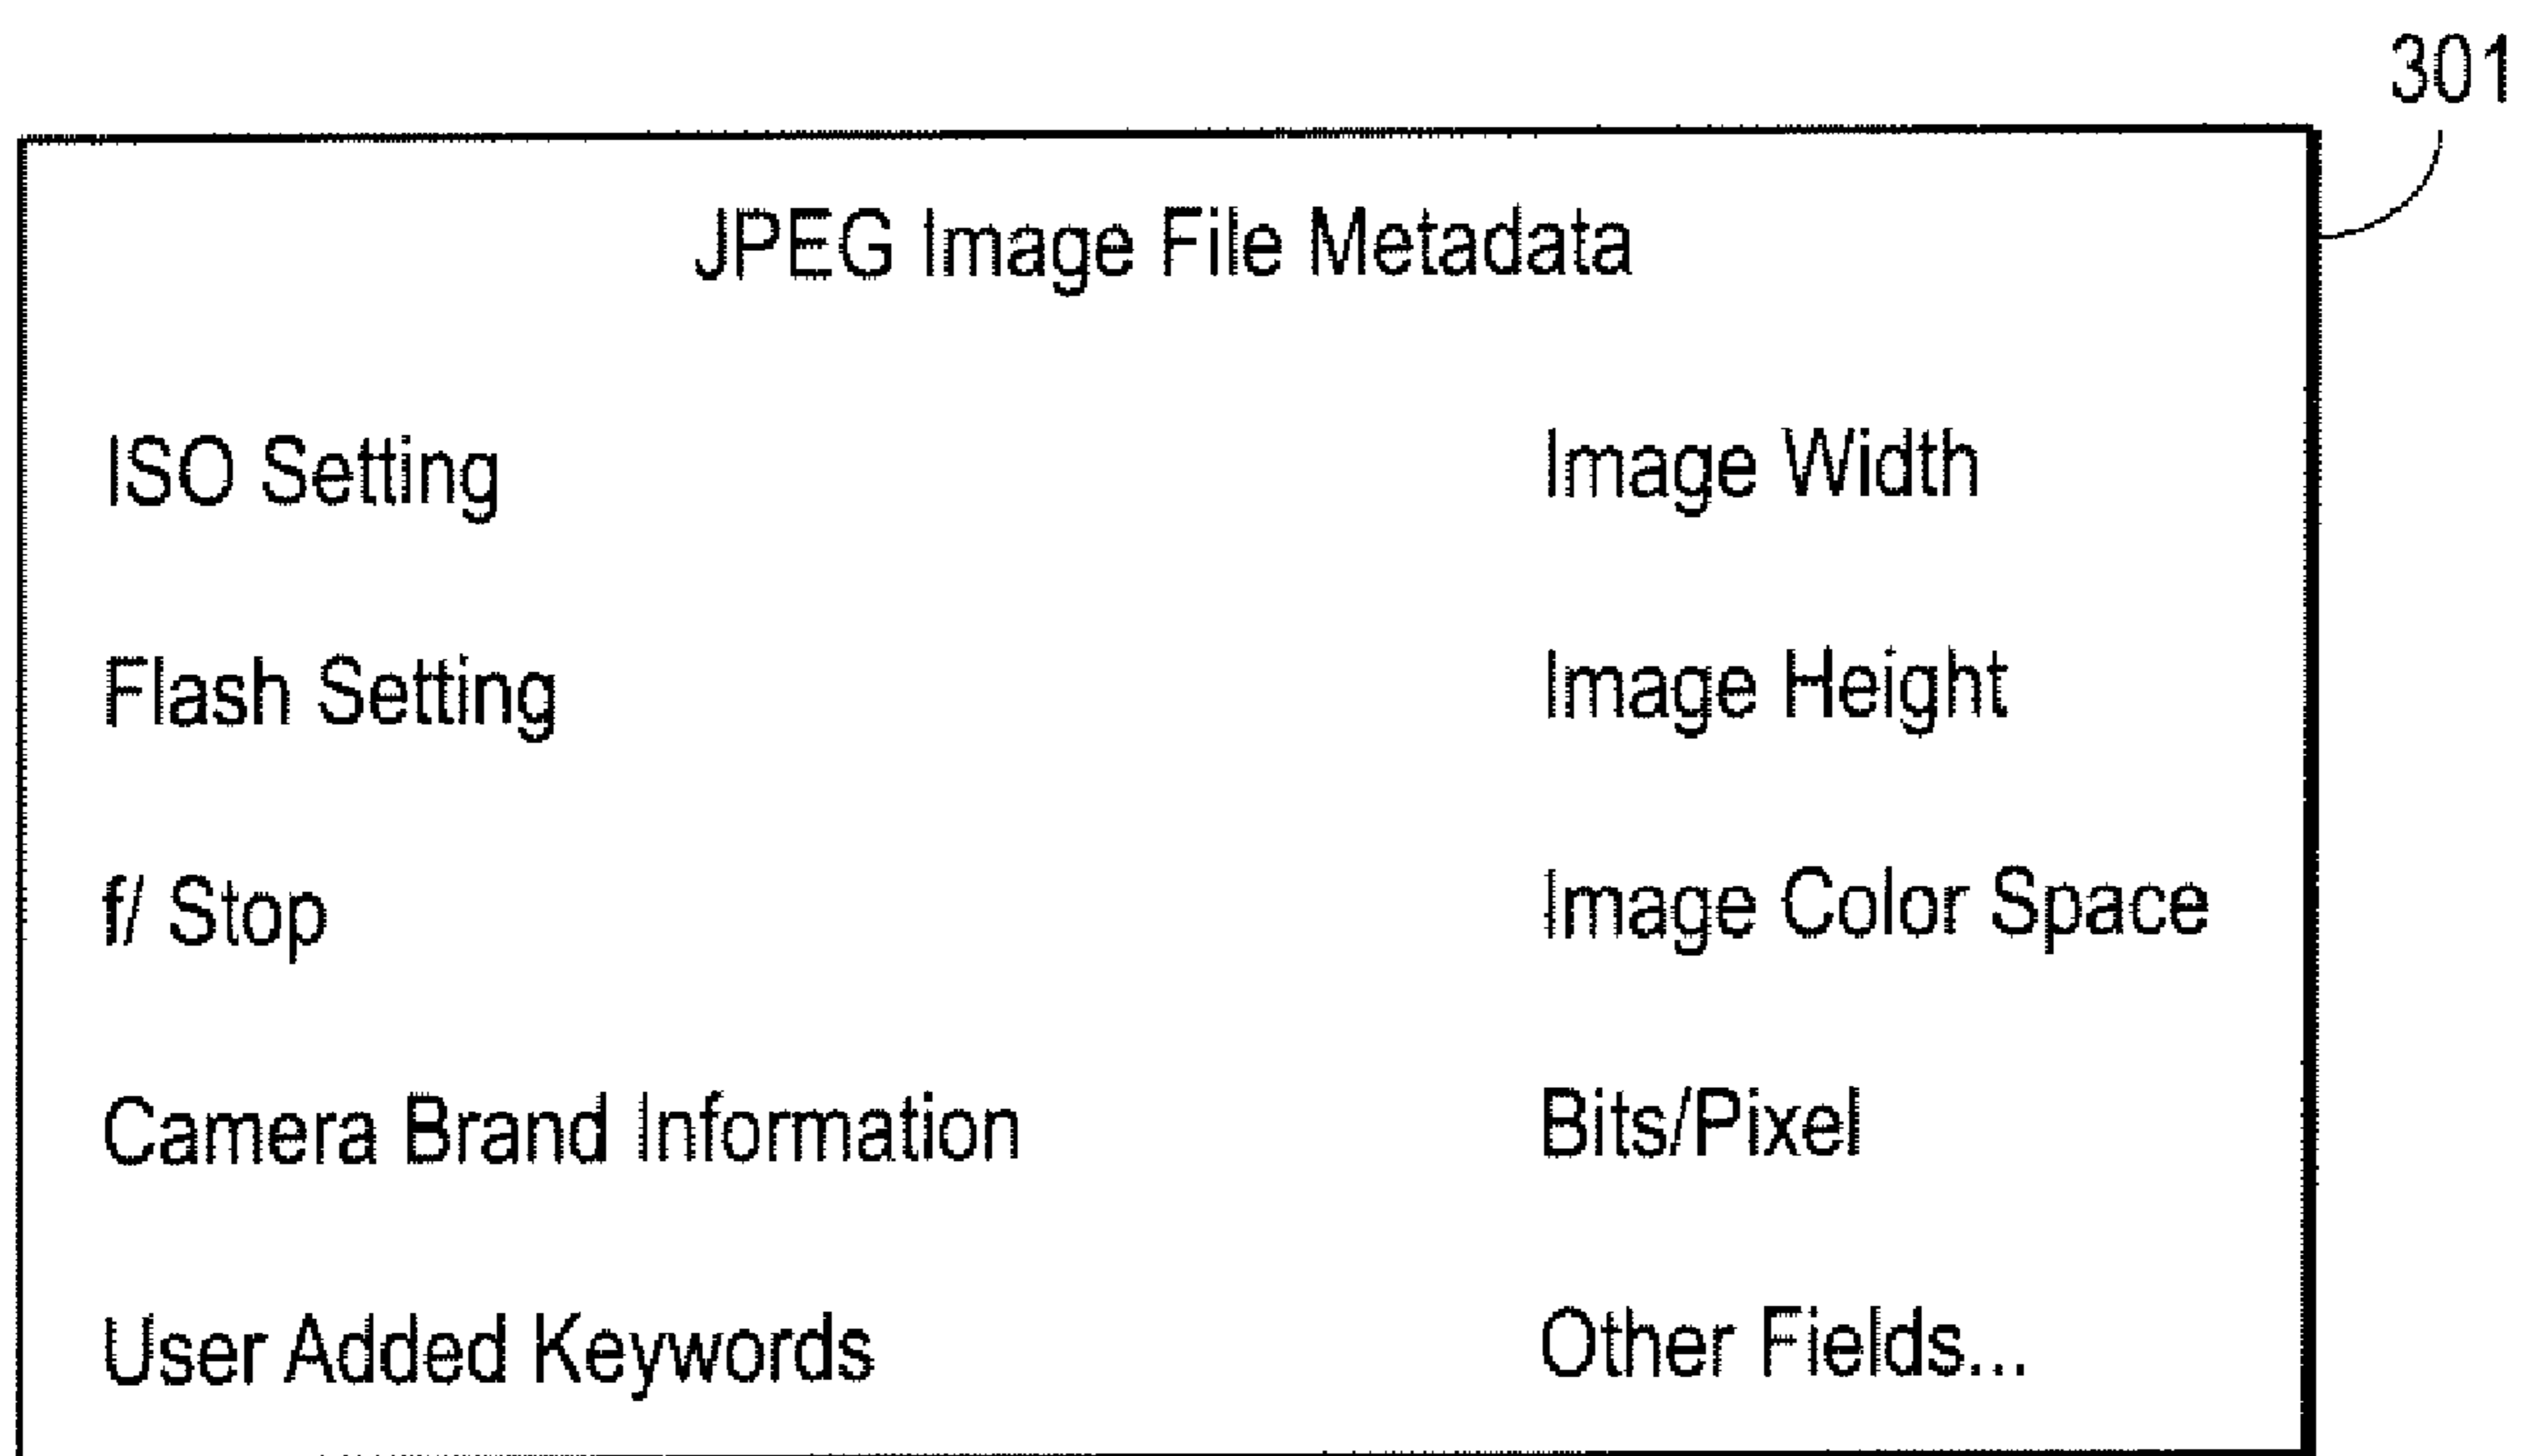 301
JPEG Image File Metadata
ISO Setting
Image Width
Flash Setting
Image Height
f/ Stop
Image Color Space
Camera Brand Information
Bits/Pixel
User Added Keywords
Other Fields...